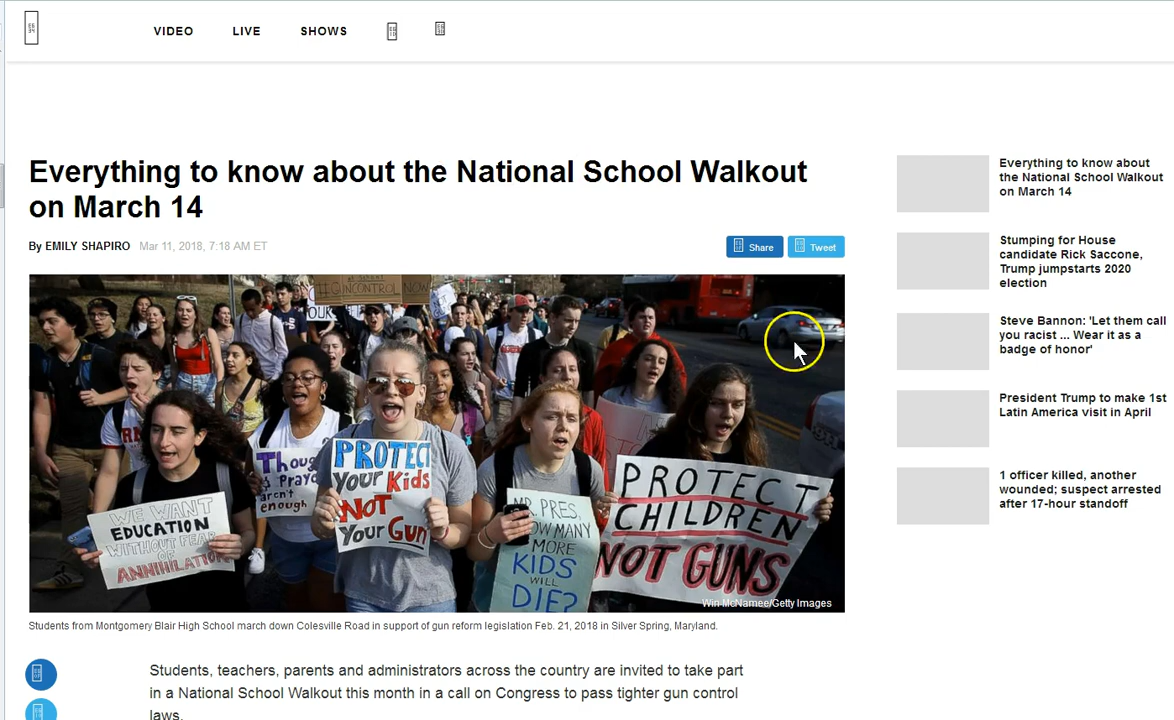 VIDEO LIVE SHOWS
Everything to know about the National School Walkout
on March 14
By EMILY SHAPIRO Mar 11, 2018, 7:18 AM ET
Share Tweet
#GUNCONTROL NOW
WE WANT
EDUCATION
WITHOUT FEAR
OF
ANNIHILATION
Thoug
& Praye
aren't
enough
PROTECT
Your Kids
NOT
Your Gun
MR. PRES,
HOW MANY
MORE
KIDS
WILL
DIE?
PROTECT
CHILDREN
NOT GUNS
Win McNamee/Getty Images
Students from Montgomery Blair High School march down Colesville Road in support of gun reform legislation Feb. 21, 2018 in Silver Spring, Maryland.
Students, teachers, parents and administrators across the country are invited to take part
in a National School Walkout this month in a call on Congress to pass tighter gun control
laws.
Everything to know about
the National School Walkout
on March 14
Stumping for House
candidate Rick Saccone,
Trump jumpstarts 2020
election
Steve Bannon: 'Let them call
you racist ... Wear it as a
badge of honor'
President Trump to make 1st
Latin America visit in April
1 officer killed, another
wounded; suspect arrested
after 17-hour standoff